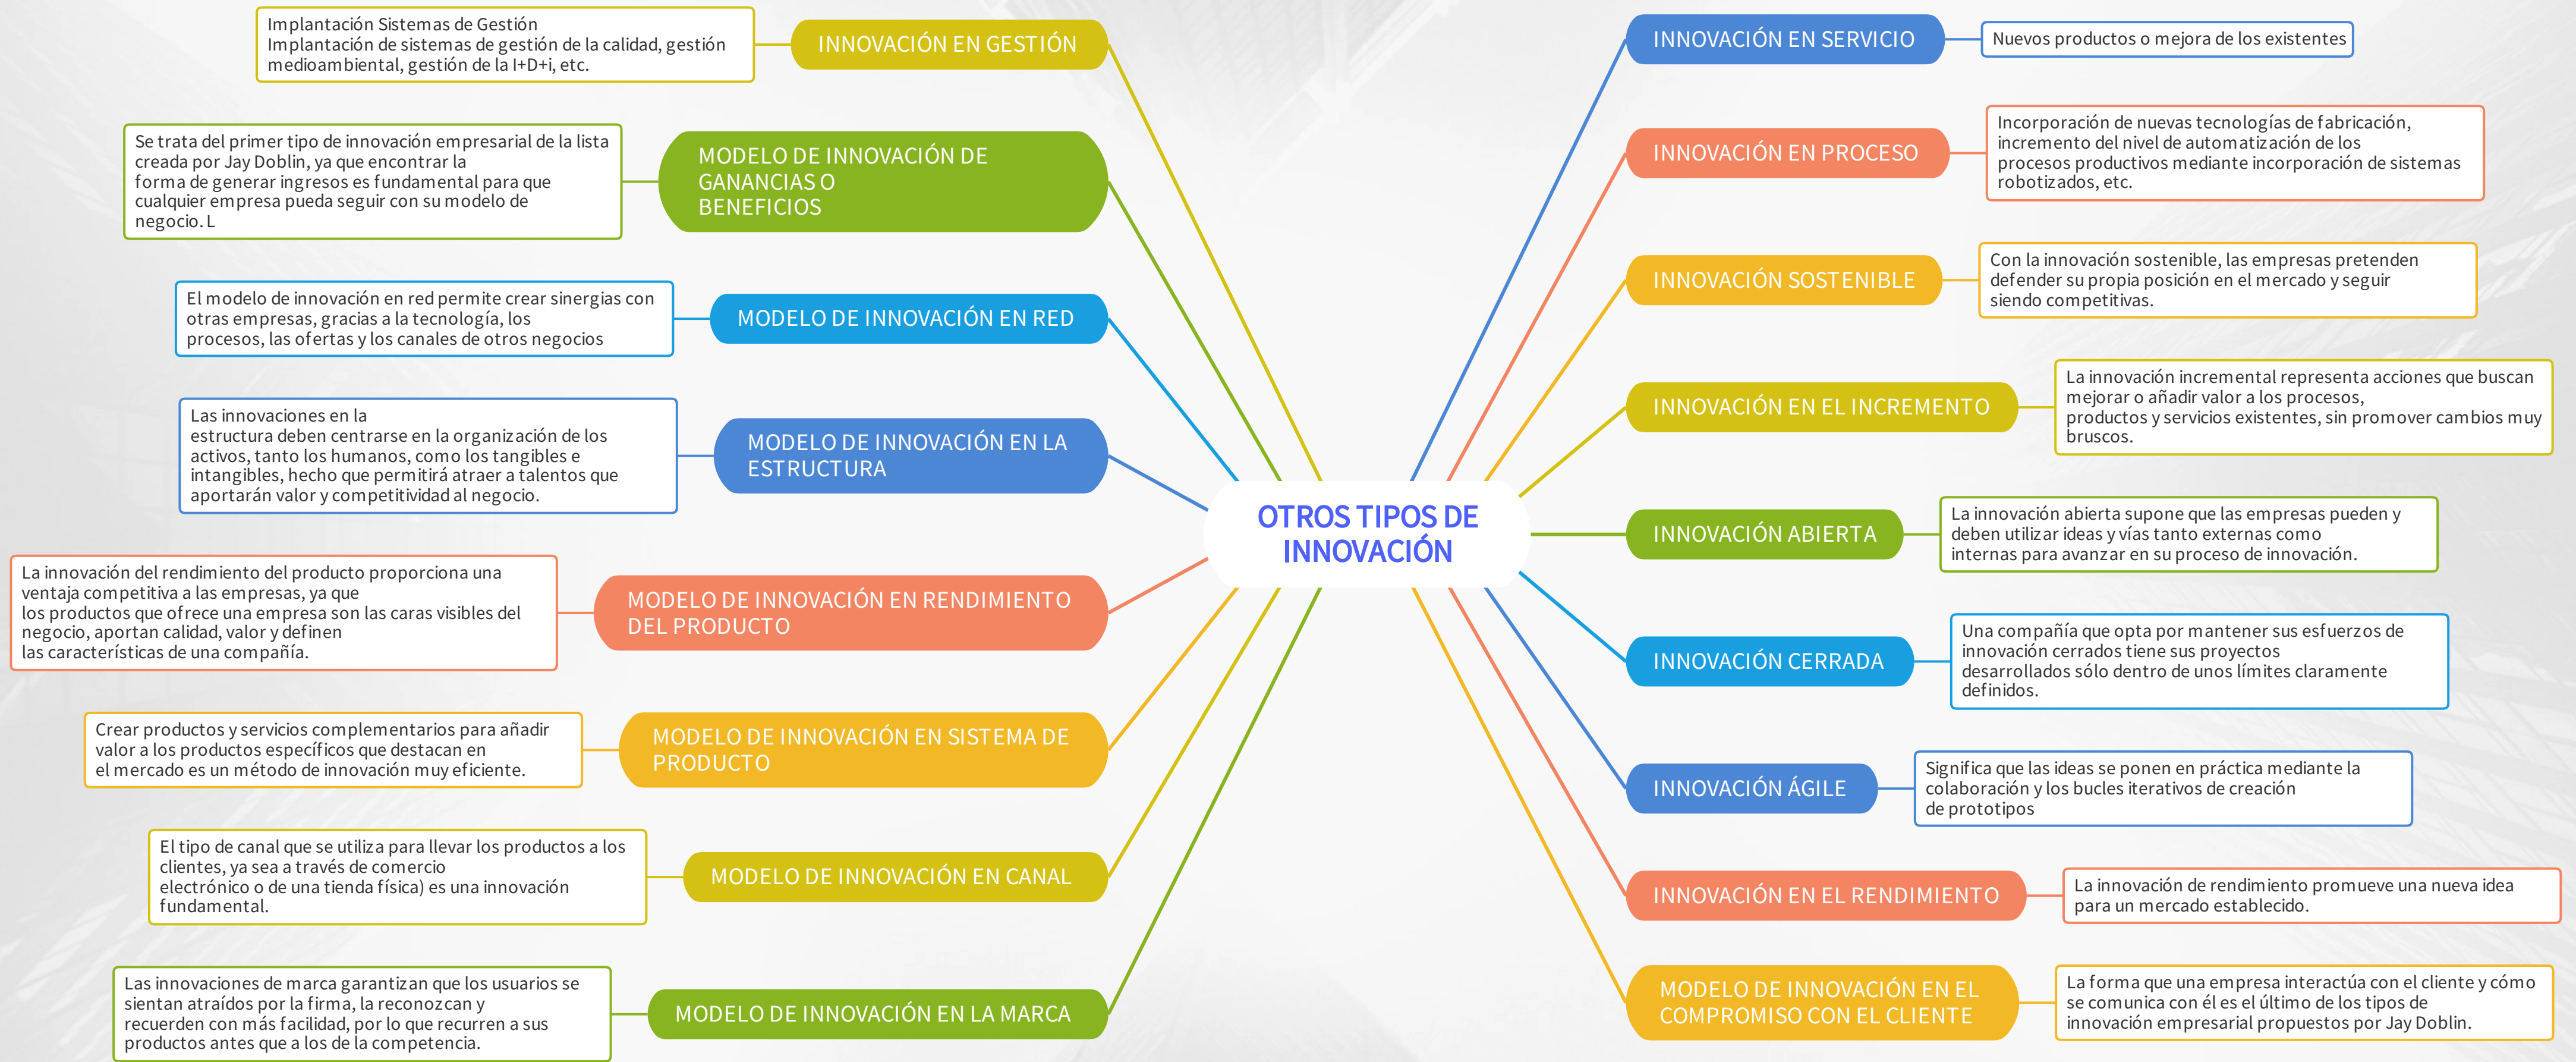 OTROS TIPOS DE
INNOVACIÓN
INNOVACIÓN EN SERVICIO
Nuevos productos o mejora de los existentes
INNOVACIÓN EN PROCESO
Incorporación de nuevas tecnologías de fabricación,
incremento del nivel de automatización de los
procesos productivos mediante incorporación de sistemas
robotizados, etc.
INNOVACIÓN SOSTENIBLE
Con la innovación sostenible, las empresas pretenden
defender su propia posición en el mercado y seguir
siendo competitivas.
INNOVACIÓN EN EL INCREMENTO
La innovación incremental representa acciones que buscan
mejorar o añadir valor a los procesos,
productos y servicios existentes, sin promover cambios muy
bruscos.
INNOVACIÓN ABIERTA
La innovación abierta supone que las empresas pueden y
deben utilizar ideas y vías tanto externas como
internas para avanzar en su proceso de innovación.
INNOVACIÓN CERRADA
Una compañía que opta por mantener sus esfuerzos de
innovación cerrados tiene sus proyectos
desarrollados sólo dentro de unos límites claramente
definidos.
INNOVACIÓN ÁGILE
Significa que las ideas se ponen en práctica mediante la
colaboración y los bucles iterativos de creación
de prototipos
INNOVACIÓN EN EL RENDIMIENTO
La innovación de rendimiento promueve una nueva idea
para un mercado establecido.
MODELO DE INNOVACIÓN EN EL
COMPROMISO CON EL CLIENTE
La forma que una empresa interactúa con el cliente y cómo
se comunica con él es el último de los tipos de
innovación empresarial propuestos por Jay Doblin.
INNOVACIÓN EN GESTIÓN
Implantación Sistemas de Gestión
Implantación de sistemas de gestión de la calidad, gestión
medioambiental, gestión de la I+D+i, etc.
MODELO DE INNOVACIÓN DE
GANANCIAS O
BENEFICIOS
Se trata del primer tipo de innovación empresarial de la lista
creada por Jay Doblin, ya que encontrar la
forma de generar ingresos es fundamental para que
cualquier empresa pueda seguir con su modelo de
negocio. L
MODELO DE INNOVACIÓN EN RED
El modelo de innovación en red permite crear sinergias con
otras empresas, gracias a la tecnología, los
procesos, las ofertas y los canales de otros negocios
MODELO DE INNOVACIÓN EN LA
ESTRUCTURA
Las innovaciones en la
estructura deben centrarse en la organización de los
activos, tanto los humanos, como los tangibles e
intangibles, hecho que permitirá atraer a talentos que
aportarán valor y competitividad al negocio.
MODELO DE INNOVACIÓN EN RENDIMIENTO
DEL PRODUCTO
La innovación del rendimiento del producto proporciona una
ventaja competitiva a las empresas, ya que
los productos que ofrece una empresa son las caras visibles del
negocio, aportan calidad, valor y definen
las características de una compañía.
MODELO DE INNOVACIÓN EN SISTEMA DE
PRODUCTO
Crear productos y servicios complementarios para añadir
valor a los productos específicos que destacan en
el mercado es un método de innovación muy eficiente.
MODELO DE INNOVACIÓN EN CANAL
El tipo de canal que se utiliza para llevar los productos a los
clientes, ya sea a través de comercio
electrónico o de una tienda física) es una innovación
fundamental.
MODELO DE INNOVACIÓN EN LA MARCA
Las innovaciones de marca garantizan que los usuarios se
sientan atraídos por la firma, la reconozcan y
recuerden con más facilidad, por lo que recurren a sus
productos antes que a los de la competencia.